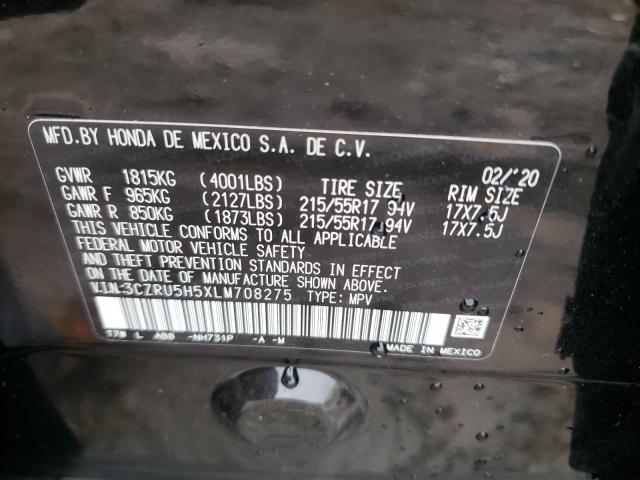 MFD.BY HONDA DE MEXICO S.A. DE C.V.
GVWR 1815KG (4001LBS) 02/'20
GAWR F 965KG (2127LBS) TIRE SIZE RIM SIZE
GAWR R 850KG (1873LBS) 215/55R17 94V 17X7.5J
215/55R17 94V 17X7.5J
THIS VEHICLE CONFORMS TO ALL APPLICABLE
FEDERAL MOTOR VEHICLE SAFETY
AND THEFT PREVENTION STANDARDS IN EFFECT
ON THE DATE OF MANUFACTURE SHOWN ABOVE.
V.I.N:3CZRU5H5XLM708275 TYPE: MPV
T7S L ABB -NH731P -A -M
MADE IN MEXICO